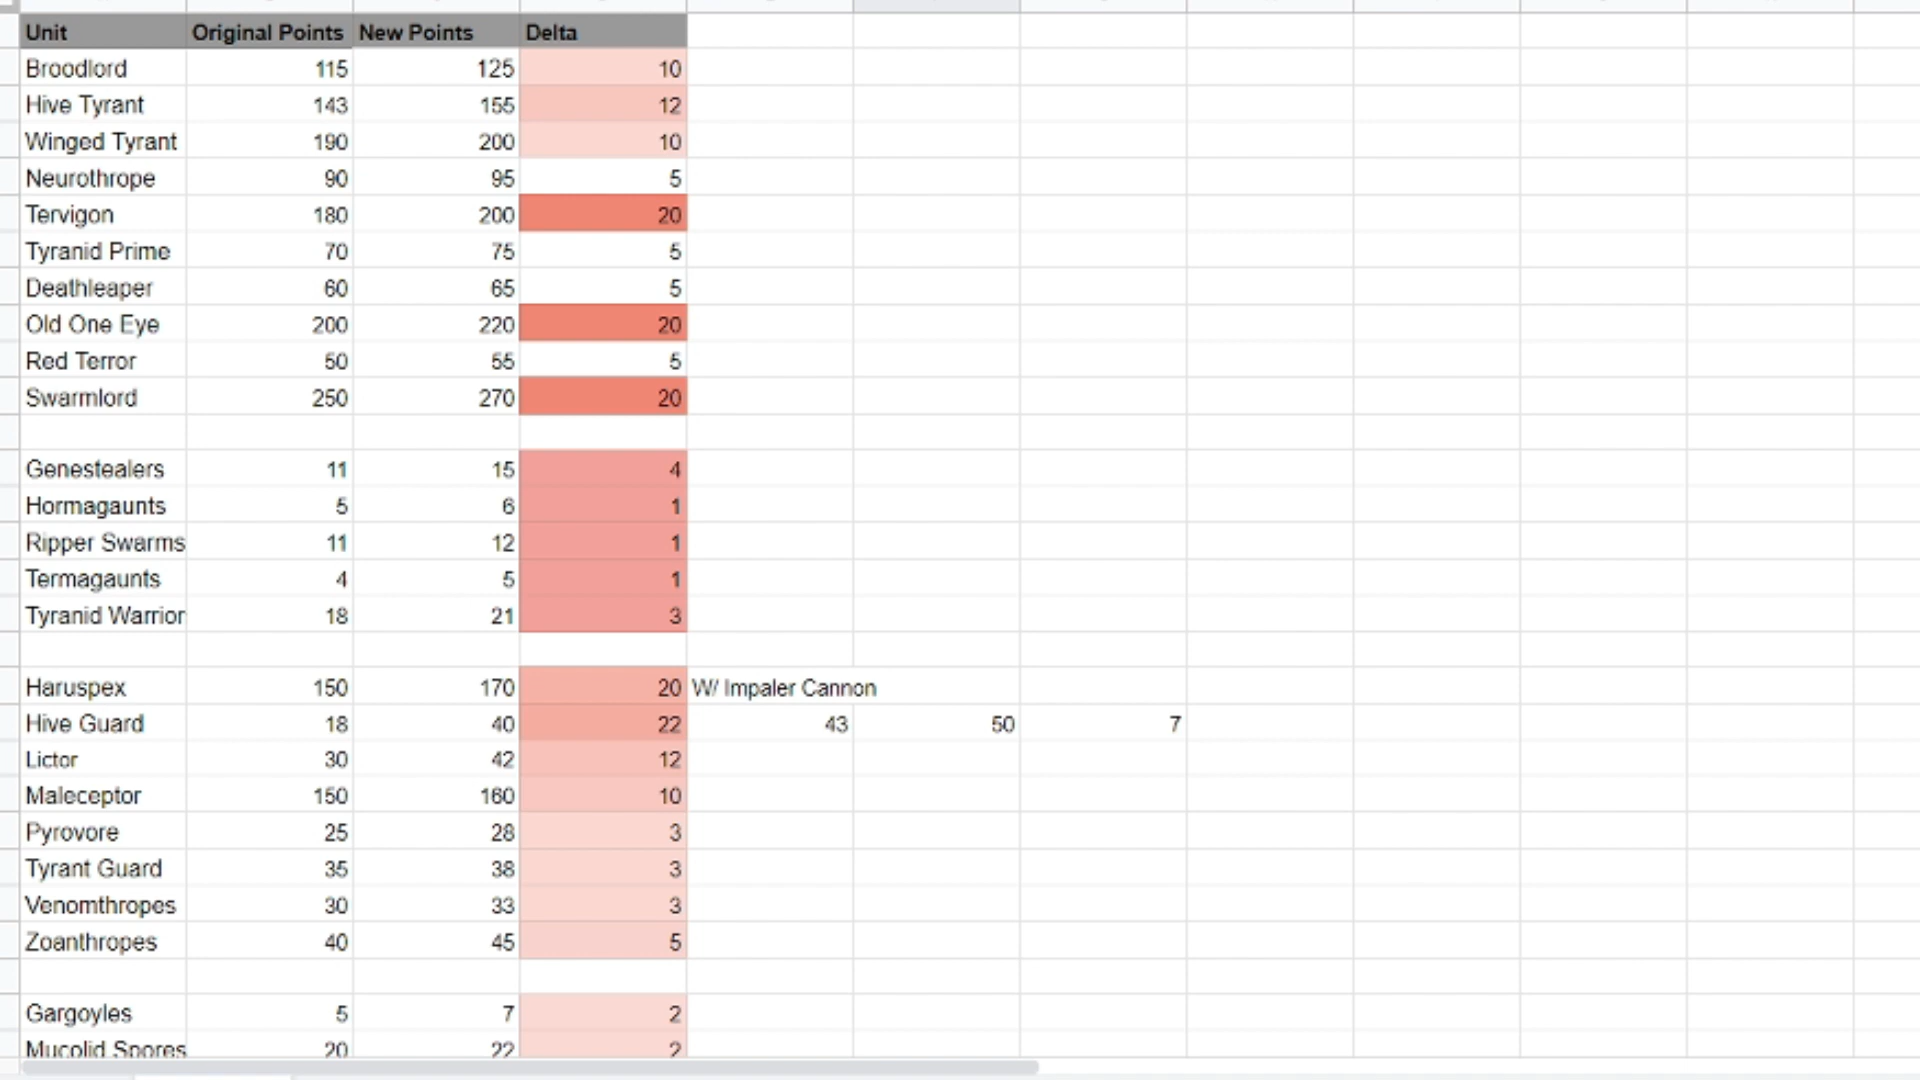 Unit Original Points New Points Delta
Broodlord 115 125 10
Hive Tyrant 143 155 12
Winged Tyrant 190 200 10
Neurothrope 90 95 5
Tervigon 180 200 20
Tyranid Prime 70 75 5
Deathleaper 60 65 5
Old One Eye 200 220 20
Red Terror 50 55 5
Swarmlord 250 270 20
Genestealers 11 15 4
Hormagaunts 5 6 1
Ripper Swarms 11 12 1
Termagaunts 4 5 1
Tyranid Warrior 18 21 3
Haruspex 150 170 20 W/ Impaler Cannon
Hive Guard 18 40 22 43 50 7
Lictor 30 42 12
Maleceptor 150 160 10
Pyrovore 25 28 3
Tyrant Guard 35 38 3
Venomthropes 30 33 3
Zoanthropes 40 45 5
Gargoyles 5 7 2
Mucolid Spores 20 22 2